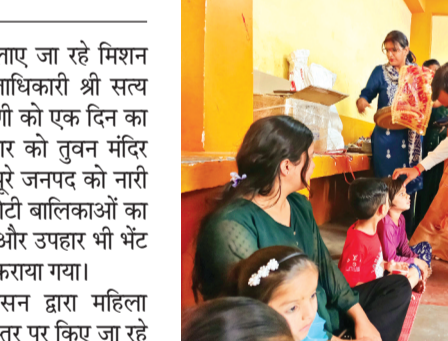 लाए जा रहे मिशन
ाधिकारी श्री सत्य
गी को एक दिन का
ार को तुवन मंदिर
पूरे जनपद को नारी
ोटी बालिकाओं का
और उपहार भी भेंट
कराया गया।
सन द्वारा महिला
तर पर किए जा रहे